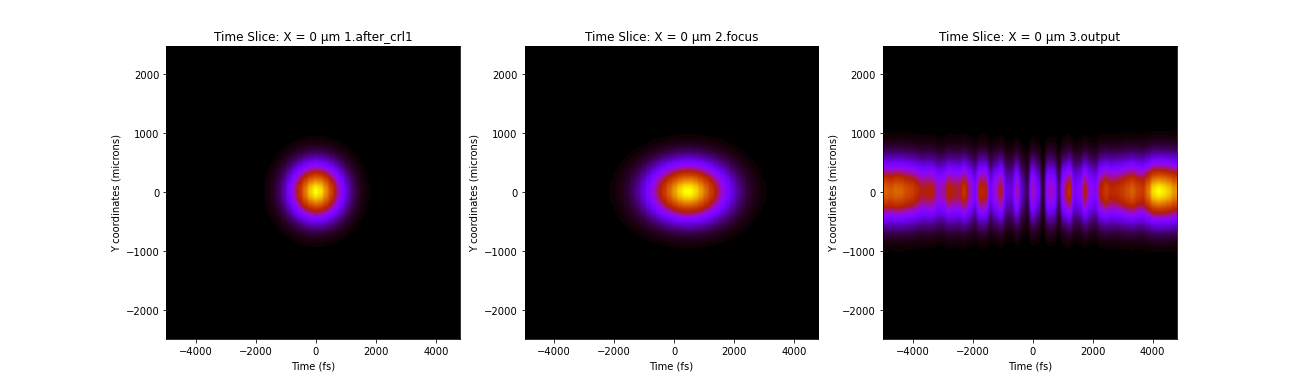 Time Slice: X = 0 μm 1.after_crl1
2000
1000
0
−1000
−2000
Y coordinates (microns)
−4000 −2000 0 2000 4000
Time (fs)
Time Slice: X = 0 μm 2.focus
2000
1000
0
−1000
−2000
Y coordinates (microns)
−4000 −2000 0 2000 4000
Time (fs)
Time Slice: X = 0 μm 3.output
2000
1000
0
−1000
−2000
Y coordinates (microns)
−4000 −2000 0 2000 4000
Time (fs)